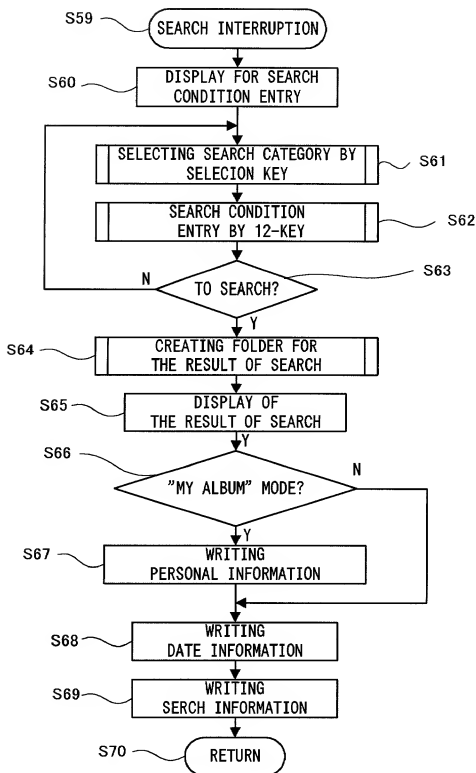 S59
SEARCH INTERRUPTION
S60
DISPLAY FOR SEARCH
CONDITION ENTRY
SELECTING SEARCH CATEGORY BY
SELECION KEY
S61
SEARCH CONDITION
ENTRY BY 12-KEY
S62
N
TO SEARCH?
S63
Y
S64
CREATING FOLDER FOR
THE RESULT OF SEARCH
S65
DISPLAY OF
THE RESULT OF SEARCH
Y
S66
"MY ALBUM" MODE?
N
Y
S67
WRITING
PERSONAL INFORMATION
S68
WRITING
DATE INFORMATION
S69
WRITING
SERCH INFORMATION
S70
RETURN